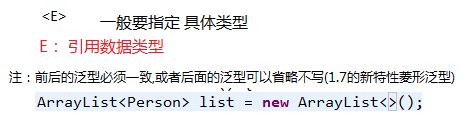 <E> 一般要指定 具体类型
E： 引用数据类型
注：前后的泛型必须一致,或者后面的泛型可以省略不写(1.7的新特性菱形泛型)
ArrayList<Person> list = new ArrayList<>();